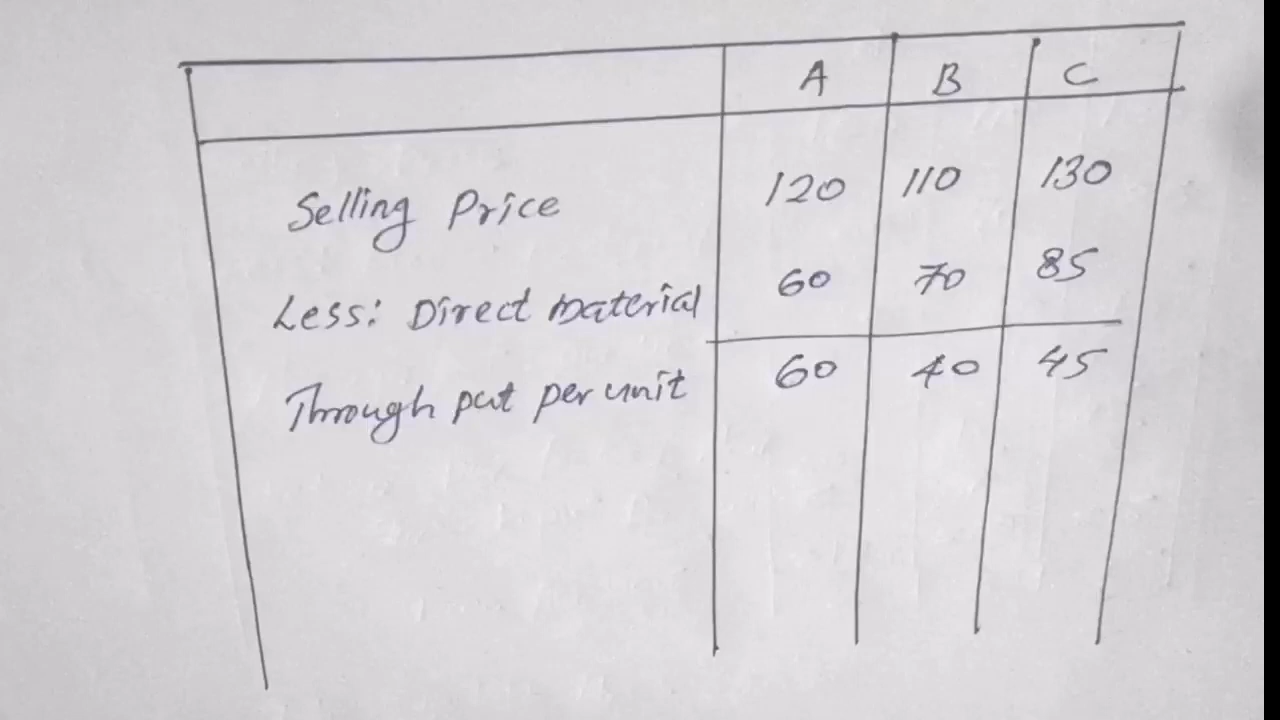 A B C
Selling Price 120 110 130
Less: Direct material 60 70 85
Through put per unit 60 40 45